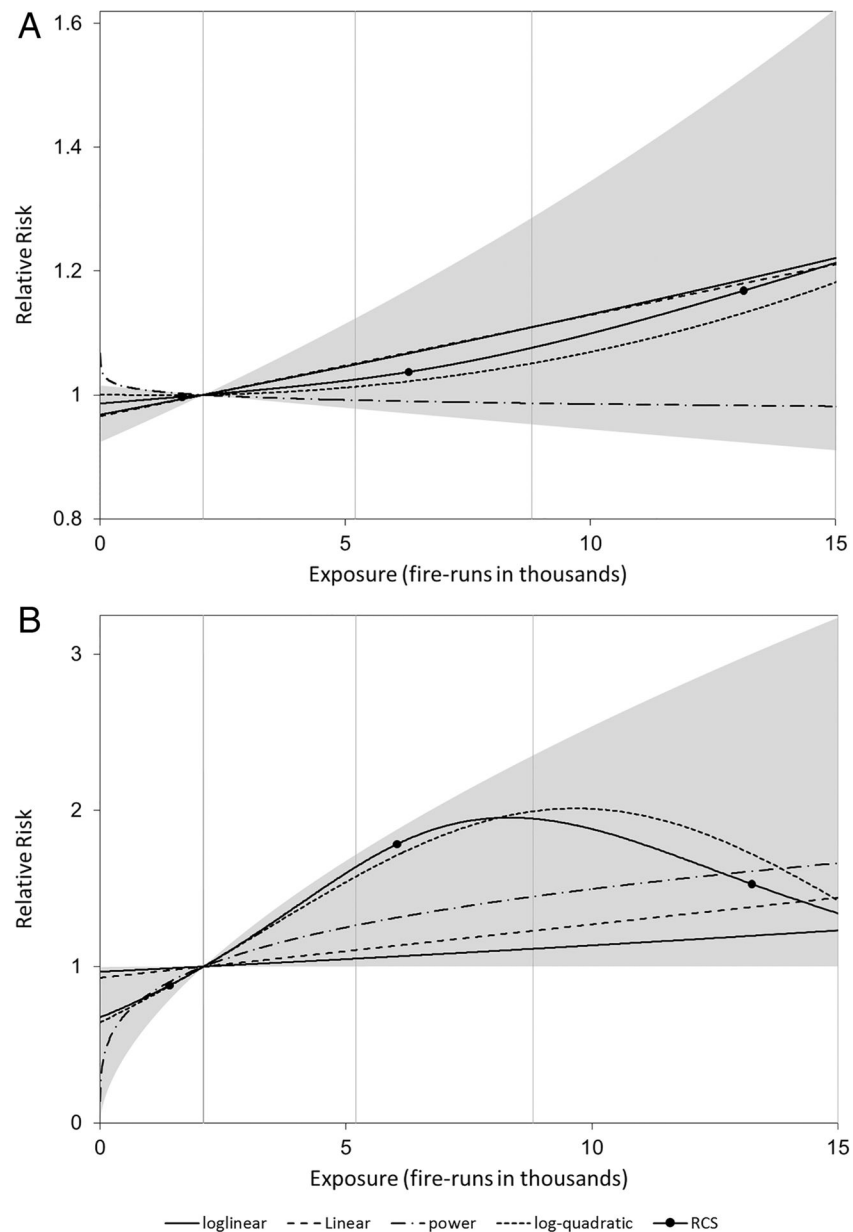 A
1.6
1.4
1.2
1
0.8
Relative Risk
0 5 10 15
Exposure (fire-runs in thousands)
B
3
2
1
0
Relative Risk
0 5 10 15
Exposure (fire-runs in thousands)
loglinear Linear power log-quadratic RCS